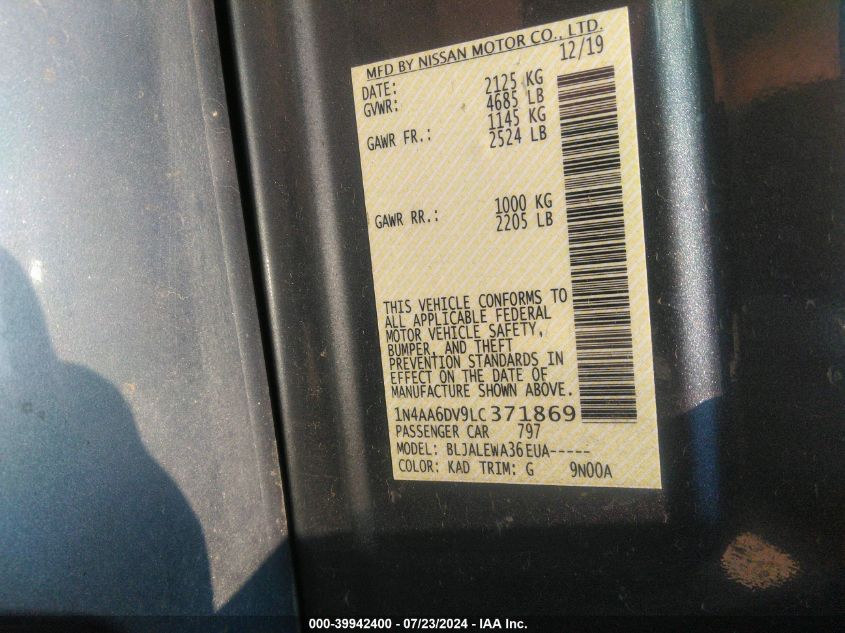 MFD BY NISSAN MOTOR CO., LTD.
DATE: 12/19
GVWR: 2125 KG
4685 LB
GAWR FR.: 1145 KG
2524 LB
GAWR RR.: 1000 KG
2205 LB
THIS VEHICLE CONFORMS TO
ALL APPLICABLE FEDERAL
MOTOR VEHICLE SAFETY,
BUMPER, AND THEFT
PREVENTION STANDARDS IN
EFFECT ON THE DATE OF
MANUFACTURE SHOWN ABOVE.
1N4AA6DV9LC371869
PASSENGER CAR 797
MODEL: BLJALEWA36EUA-----
COLOR: KAD TRIM: G 9N00A
000-39942400 - 07/23/2024 - IAA Inc.